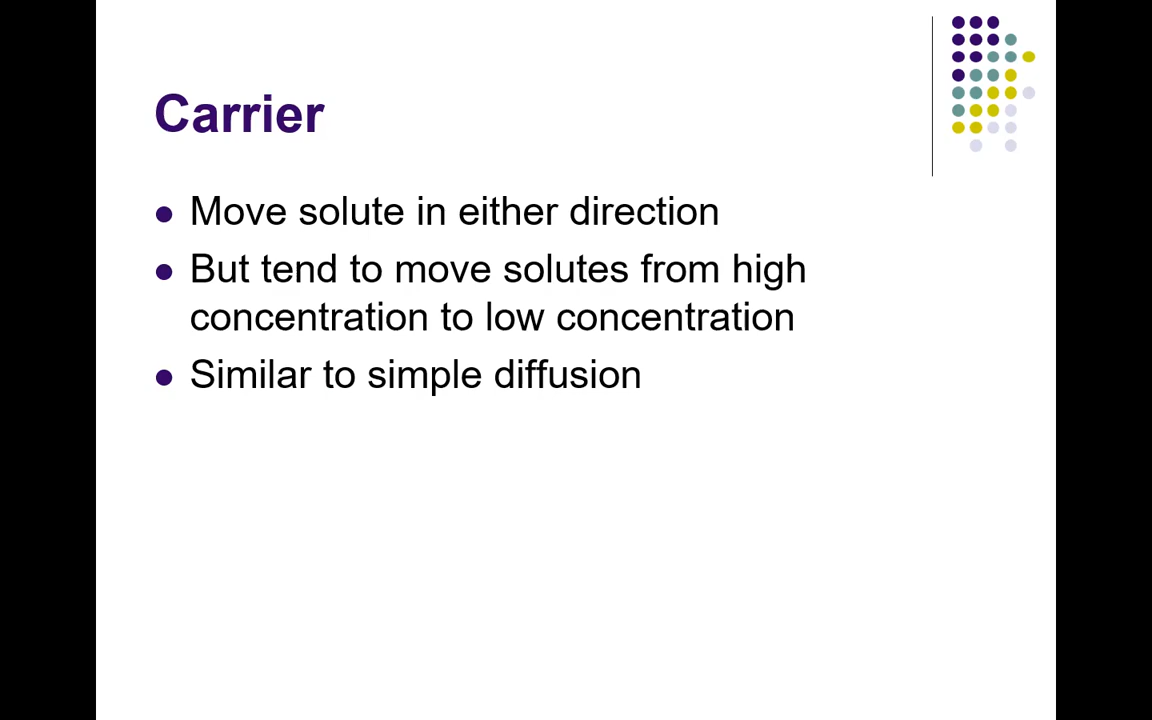 Carrier
Move solute in either direction
But tend to move solutes from high
concentration to low concentration
Similar to simple diffusion